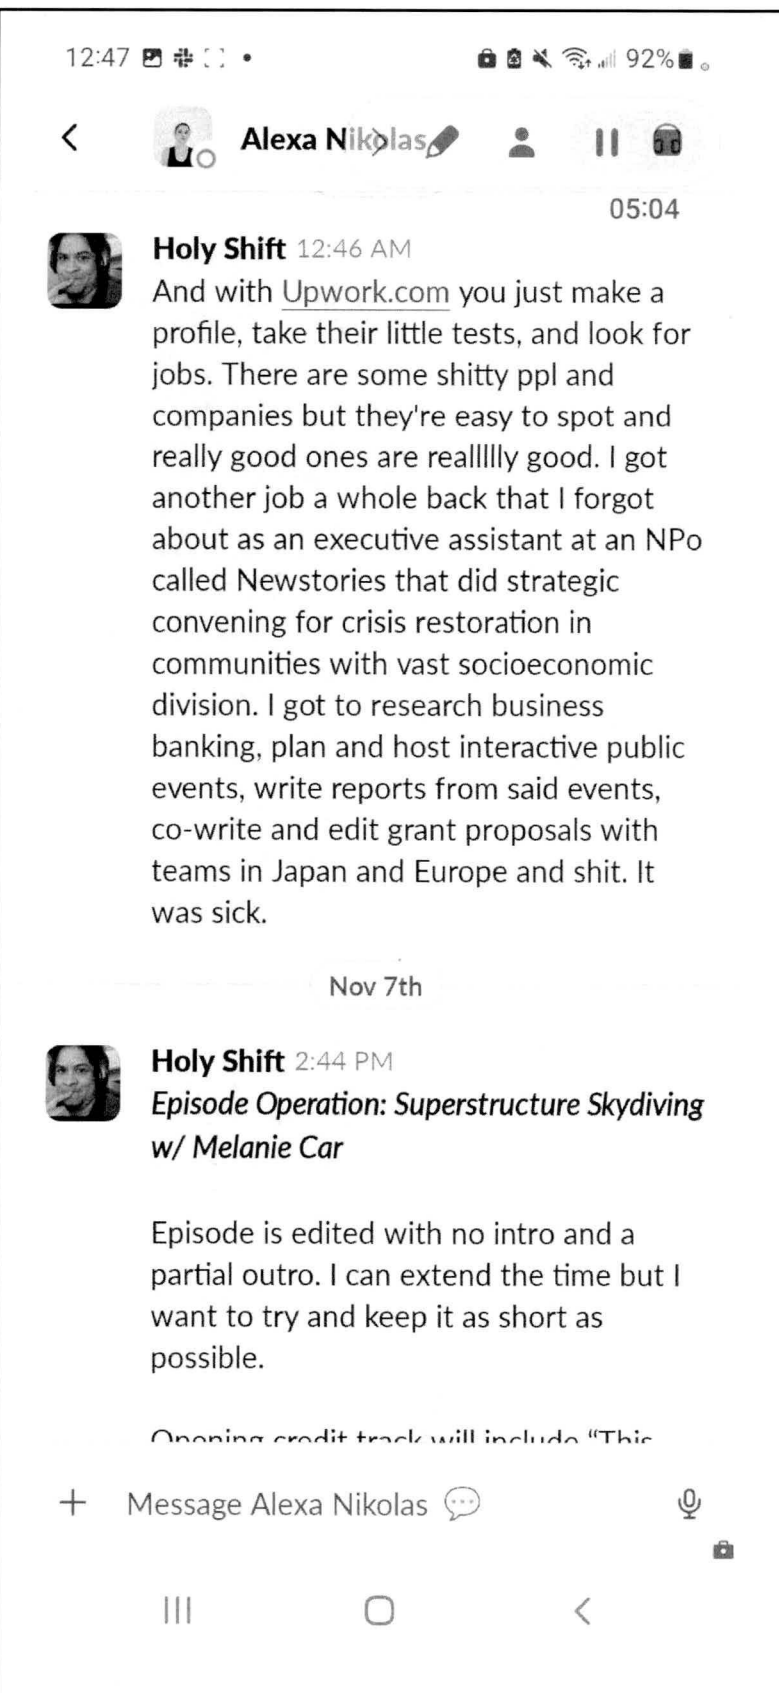 12:47 92%
Alexa Nikolas
05:04
Holy Shift 12:46 AM
And with Upwork.com you just make a
profile, take their little tests, and look for
jobs. There are some shitty ppl and
companies but they're easy to spot and
really good ones are reallllly good. I got
another job a whole back that I forgot
about as an executive assistant at an NPo
called Newstories that did strategic
convening for crisis restoration in
communities with vast socioeconomic
division. I got to research business
banking, plan and host interactive public
events, write reports from said events,
co-write and edit grant proposals with
teams in Japan and Europe and shit. It
was sick.
Nov 7th
Holy Shift 2:44 PM
Episode Operation: Superstructure Skydiving
w/ Melanie Car
Episode is edited with no intro and a
partial outro. I can extend the time but I
want to try and keep it as short as
possible.
Opening credit track will include “This
Message Alexa Nikolas